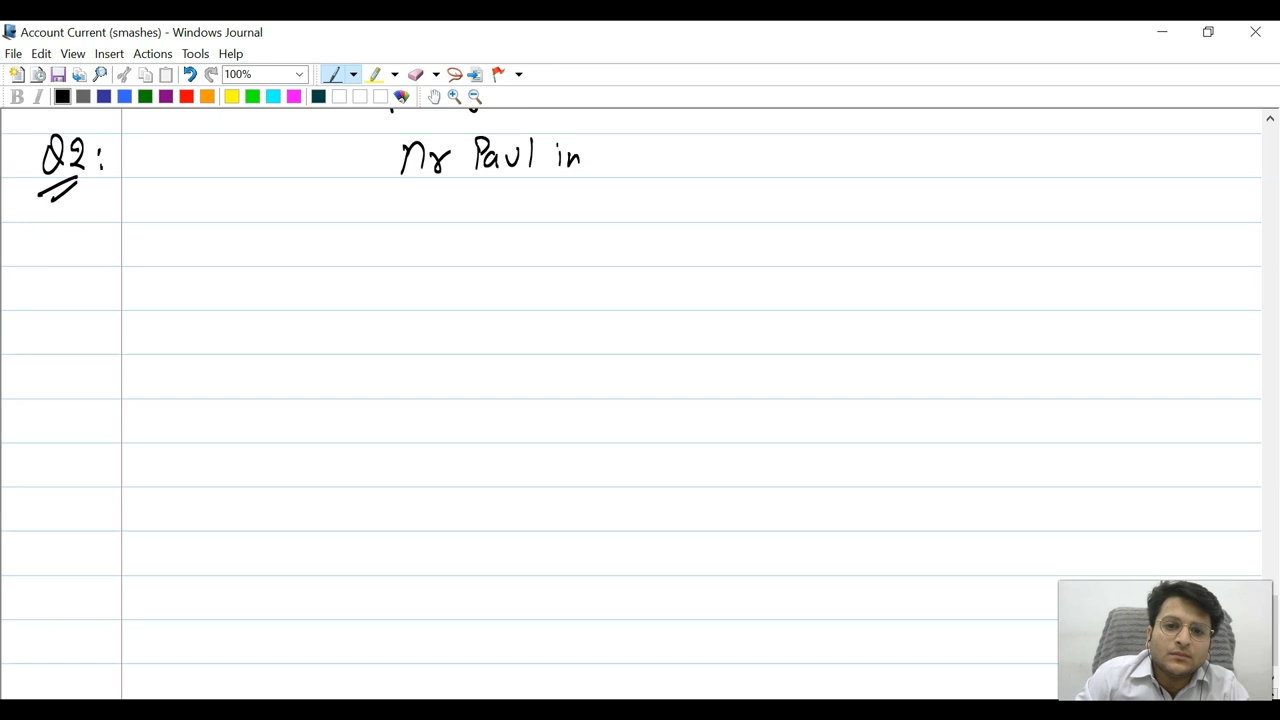 Account Current (smashes) - Windows Journal
File Edit View Insert Actions Tools Help
100%
B I
Q2: Mr Paul in